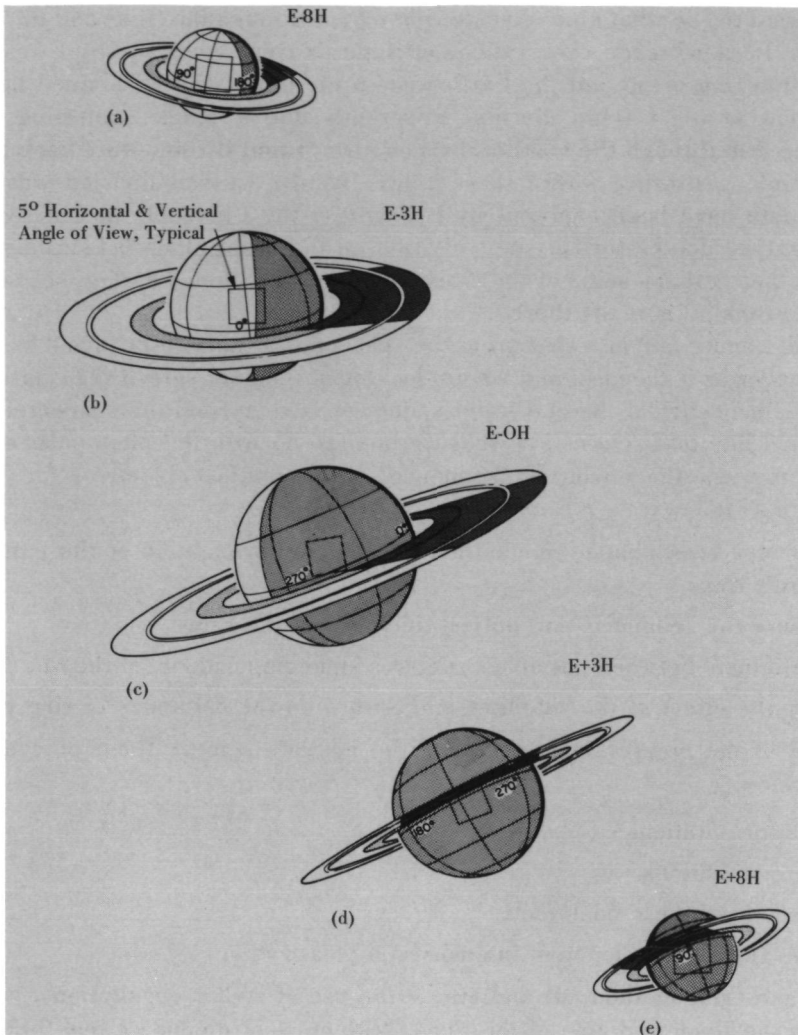 E-8H
90° 180°
(a)
5° Horizontal & Vertical
Angle of View, Typical
E-3H
0°
(b)
E-OH
0°
270°
(c)
E+3H
270°
180°
(d)
E+8H
90°
(e)